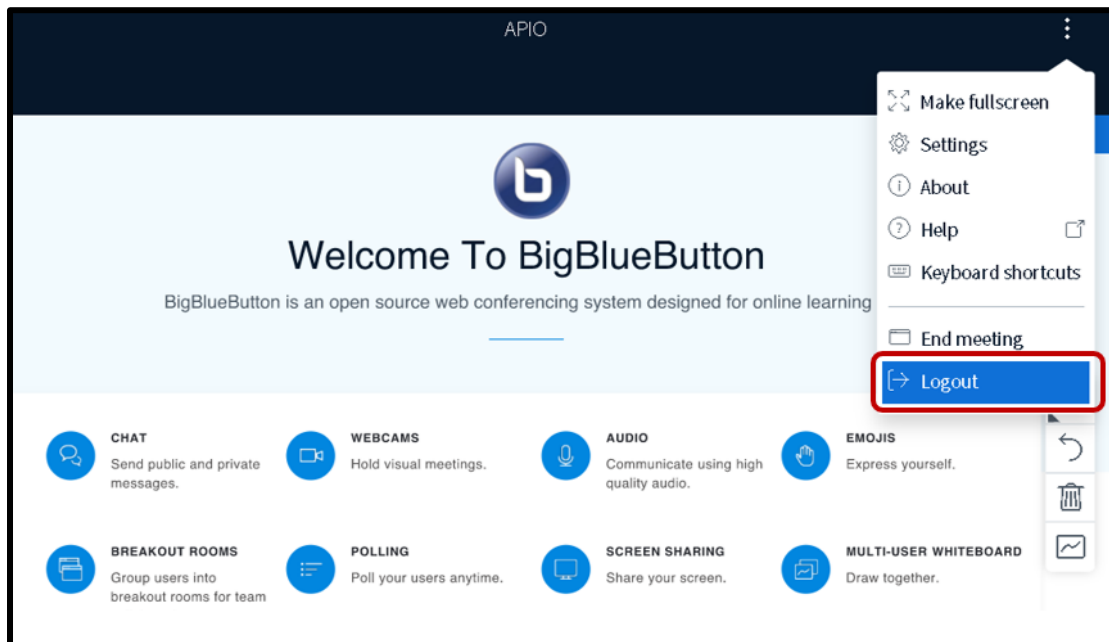 APIO
Make fullscreen
Settings
About
Help
Keyboard shortcuts
End meeting
Logout
Welcome To BigBlueButton
BigBlueButton is an open source web conferencing system designed for online learning
CHAT
Send public and private
messages.
WEBCAMS
Hold visual meetings.
AUDIO
Communicate using high
quality audio.
EMOJIS
Express yourself.
BREAKOUT ROOMS
Group users into
breakout rooms for team
POLLING
Poll your users anytime.
SCREEN SHARING
Share your screen.
MULTI-USER WHITEBOARD
Draw together.